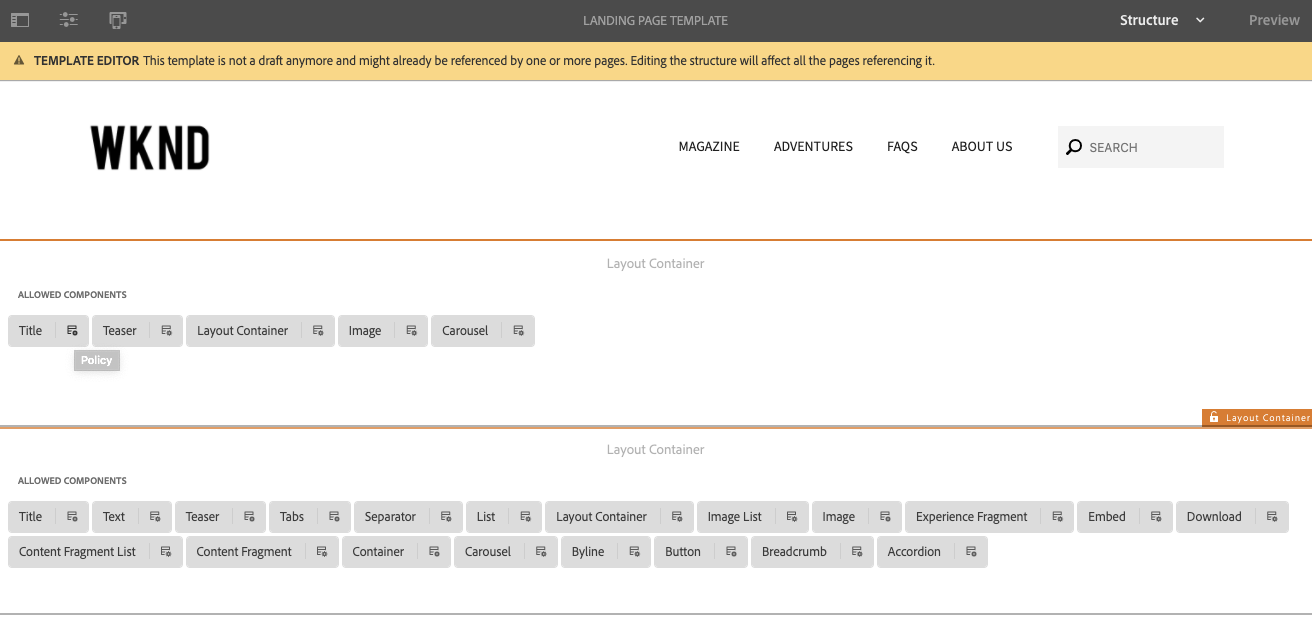 LANDING PAGE TEMPLATE Structure Preview
TEMPLATE EDITOR This template is not a draft anymore and might already be referenced by one or more pages. Editing the structure will affect all the pages referencing it.
WKND MAGAZINE ADVENTURES FAQS ABOUT US SEARCH
Layout Container
ALLOWED COMPONENTS
Title Teaser Layout Container Image Carousel
Policy
Layout Container
Layout Container
ALLOWED COMPONENTS
Title Text Teaser Tabs Separator List Layout Container Image List Image Experience Fragment Embed Download
Content Fragment List Content Fragment Container Carousel Byline Button Breadcrumb Accordion